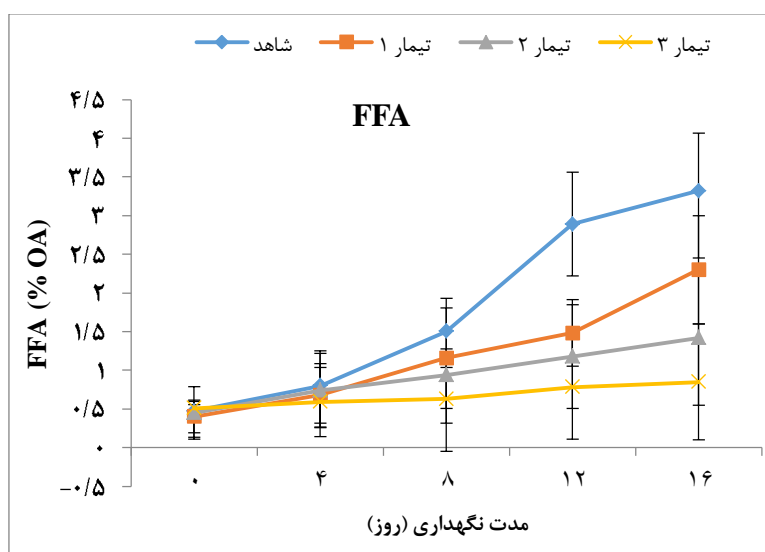 شاهد تیمار ۱ تیمار ۲ تیمار ۳
FFA
FFA (% OA)
۴/۵
۴
۳/۵
۳
۲/۵
۲
۱/۵
۱
۰/۵
۰
-۰/۵
۰ ۴ ۸ ۱۲ ۱۶
مدت نگهداری (روز)